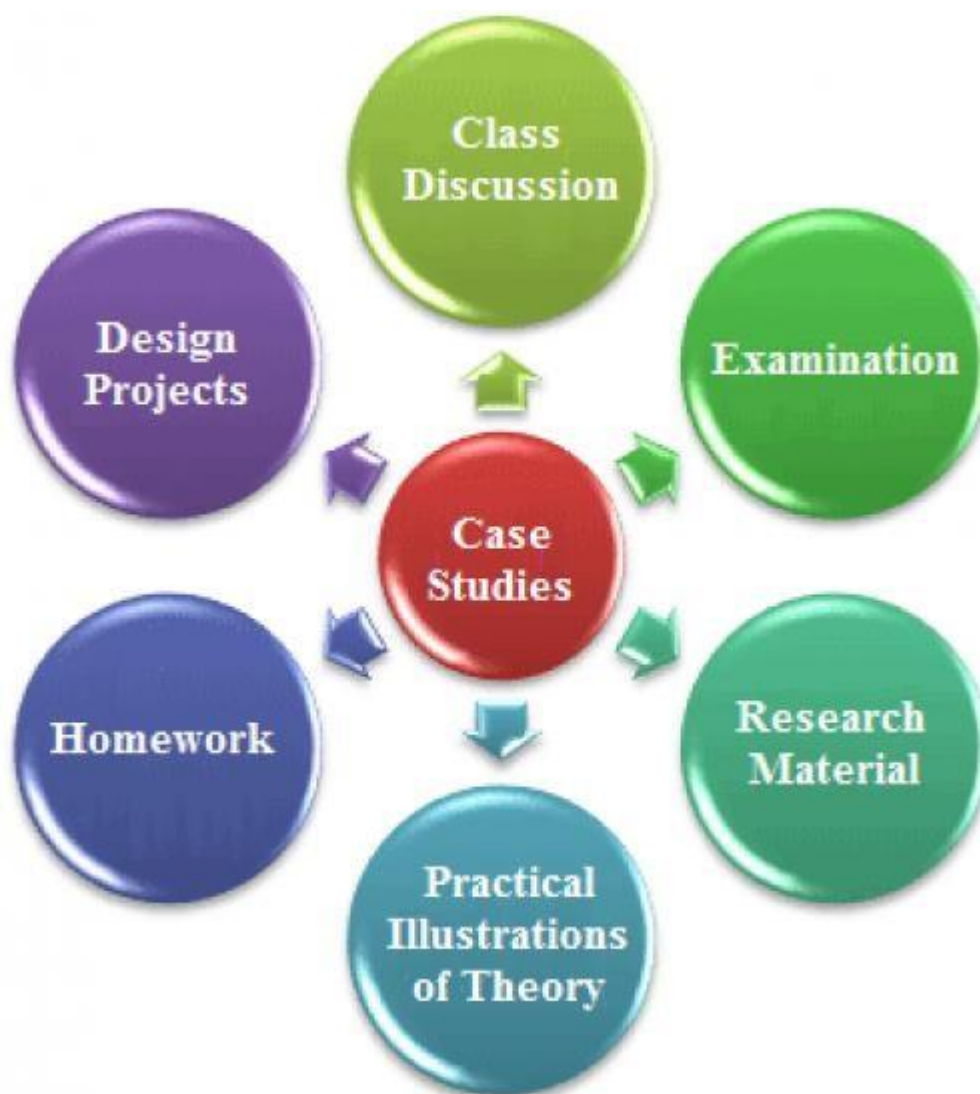 Class
Discussion
Design
Projects
Examination
Case
Studies
Homework
Research
Material
Practical
Illustrations
of Theory